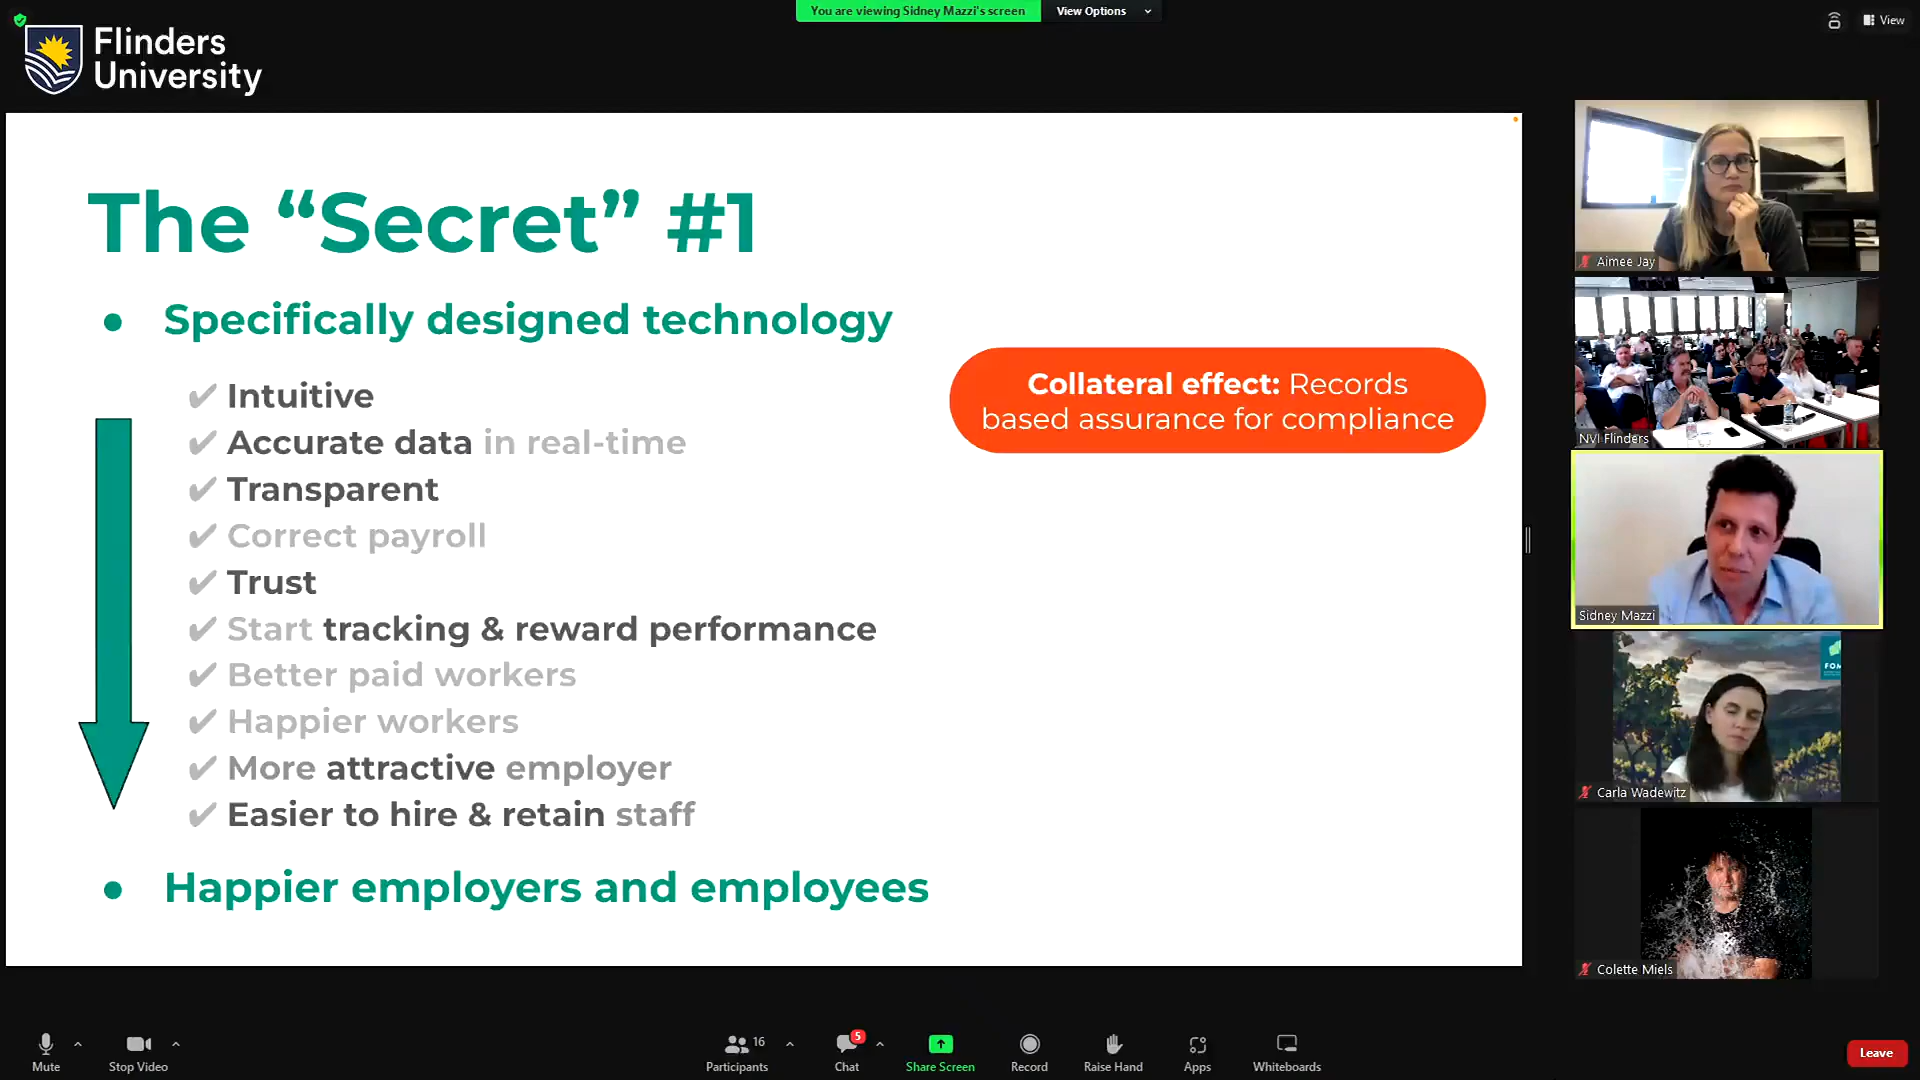 You are viewing Sidney Mazzi's screen
View Options
View
Flinders
University
The “Secret” #1
● Specifically designed technology
✔ Intuitive
✔ Accurate data in real-time
✔ Transparent
✔ Correct payroll
✔ Trust
✔ Start tracking & reward performance
✔ Better paid workers
✔ Happier workers
✔ More attractive employer
✔ Easier to hire & retain staff
● Happier employers and employees
Collateral effect: Records
based assurance for compliance
Aimee Jay
NVI Flinders
Sidney Mazzi
Carla Wadewitz
Colette Miels
Mute
Stop Video
16
Participants
5
Chat
Share Screen
Record
Raise Hand
Apps
Whiteboards
Leave